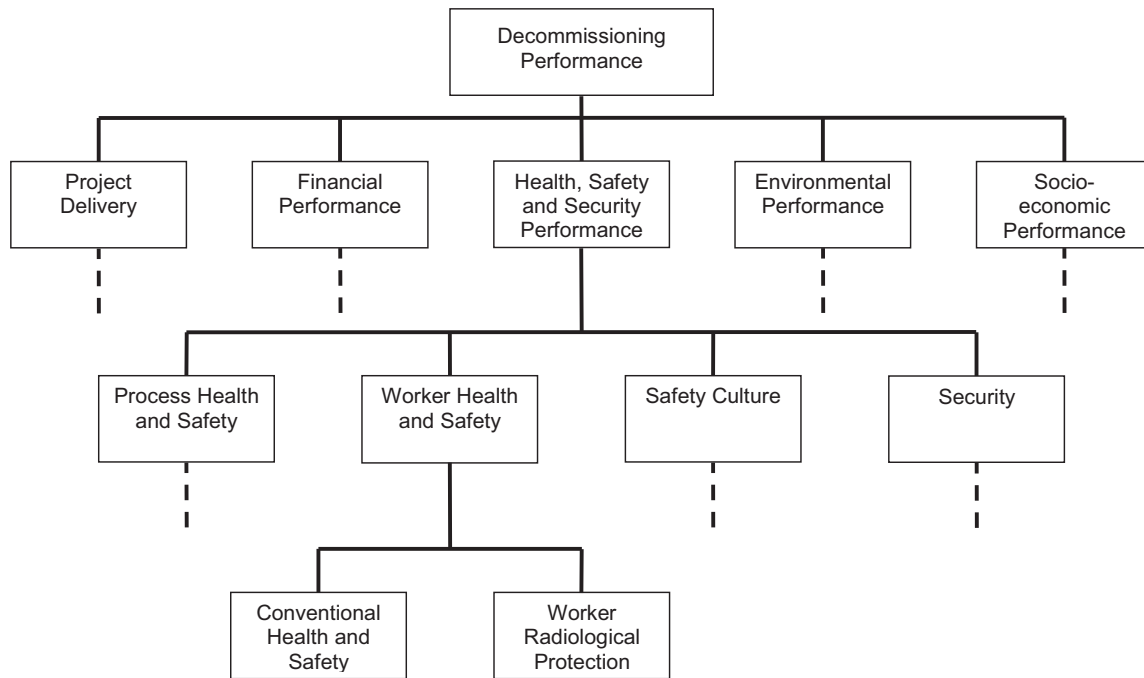 Decommissioning
Performance
Project
Delivery
Financial
Performance
Health, Safety
and Security
Performance
Environmental
Performance
Socio-
economic
Performance
Process Health
and Safety
Worker Health
and Safety
Safety Culture
Security
Conventional
Health and
Safety
Worker
Radiological
Protection